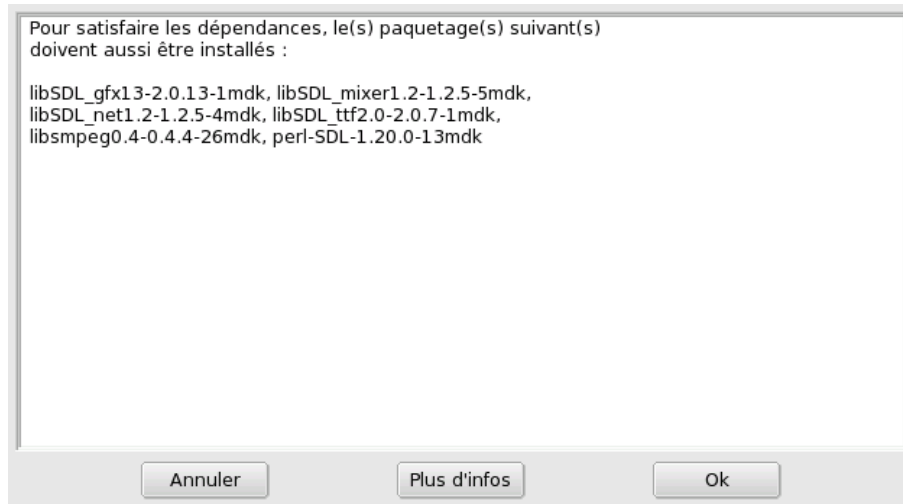 Pour satisfaire les dépendances, le(s) paquetage(s) suivant(s)
doivent aussi être installés :
libSDL_gfx13-2.0.13-1mdk, libSDL_mixer1.2-1.2.5-5mdk,
libSDL_net1.2-1.2.5-4mdk, libSDL_ttf2.0-2.0.7-1mdk,
libsmpeg0.4-0.4.4-26mdk, perl-SDL-1.20.0-13mdk
Annuler Plus d'infos Ok